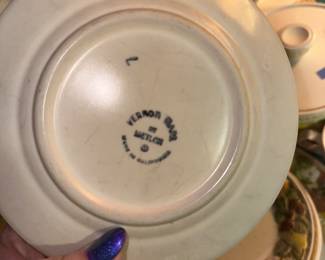 L
VERNON WARE
BY
METLOX
MADE IN CALIFORNIA